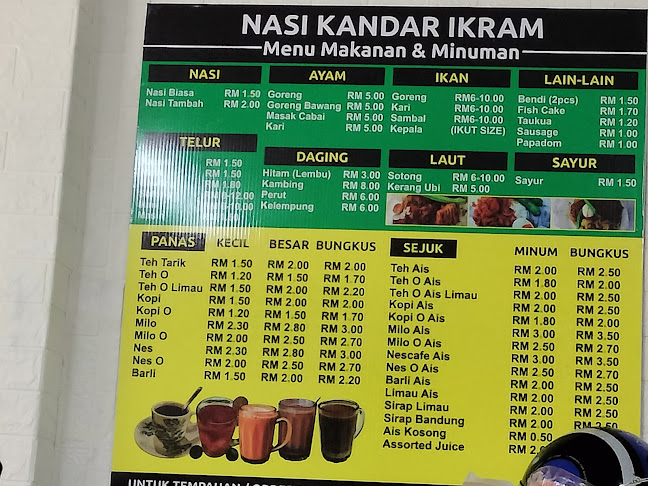 NASI KANDAR IKRAM
Menu Makanan & Minuman
NASI
Nasi Biasa RM 1.50
Nasi Tambah RM 2.00
AYAM
Goreng RM 5.00
Goreng Bawang RM 5.00
Masak Cabai RM 5.00
Kari RM 5.00
IKAN
Goreng RM6-10.00
Kari RM6-10.00
Sambal RM6-10.00
Kepala (IKUT SIZE)
LAIN-LAIN
Bendi (2pcs) RM 1.50
Fish Cake RM 1.70
Taukua RM 1.20
Sausage RM 1.00
Papadom RM 1.00
TELUR
RM 1.50
RM 1.50
DAGING
Hitam (Lembu) RM 3.00
Kambing RM 8.00
Perut RM 6.00
Kelempung RM 6.00
LAUT
Sotong RM 6-10.00
Kerang Ubi RM 5.00
SAYUR
Sayur RM 1.50
PANAS KECIL BESAR BUNGKUS
Teh Tarik RM 1.50 RM 2.00 RM 2.00
Teh O RM 1.20 RM 1.50 RM 1.70
Teh O Limau RM 1.50 RM 2.00 RM 2.20
Kopi RM 1.50 RM 2.00 RM 2.00
Kopi O RM 1.20 RM 1.50 RM 1.70
Milo RM 2.30 RM 2.80 RM 3.00
Milo O RM 2.00 RM 2.50 RM 2.70
Nes RM 2.30 RM 2.80 RM 3.00
Nes O RM 2.00 RM 2.50 RM 2.70
Barli RM 1.50 RM 2.00 RM 2.20
SEJUK MINUM BUNGKUS
Teh Ais RM 2.00 RM 2.50
Teh O Ais RM 1.80 RM 2.00
Teh O Ais Limau RM 2.00 RM 2.50
Kopi Ais RM 2.00 RM 2.50
Kopi O Ais RM 1.80 RM 2.00
Milo Ais RM 3.00 RM 3.50
Milo O Ais RM 2.50
Nescafe Ais RM 2.70 RM 3.50
Nes O Ais RM 2.50
Barli Ais RM 2.00 RM 2.50
Limau Ais RM 2.00 RM 2.50
Sirap Limau RM 2.00 RM 2.50
Sirap Bandung RM 2.00 RM 2.50
Ais Kosong RM 0.50
Assorted Juice RM
UNTUK TEMPAHAN /